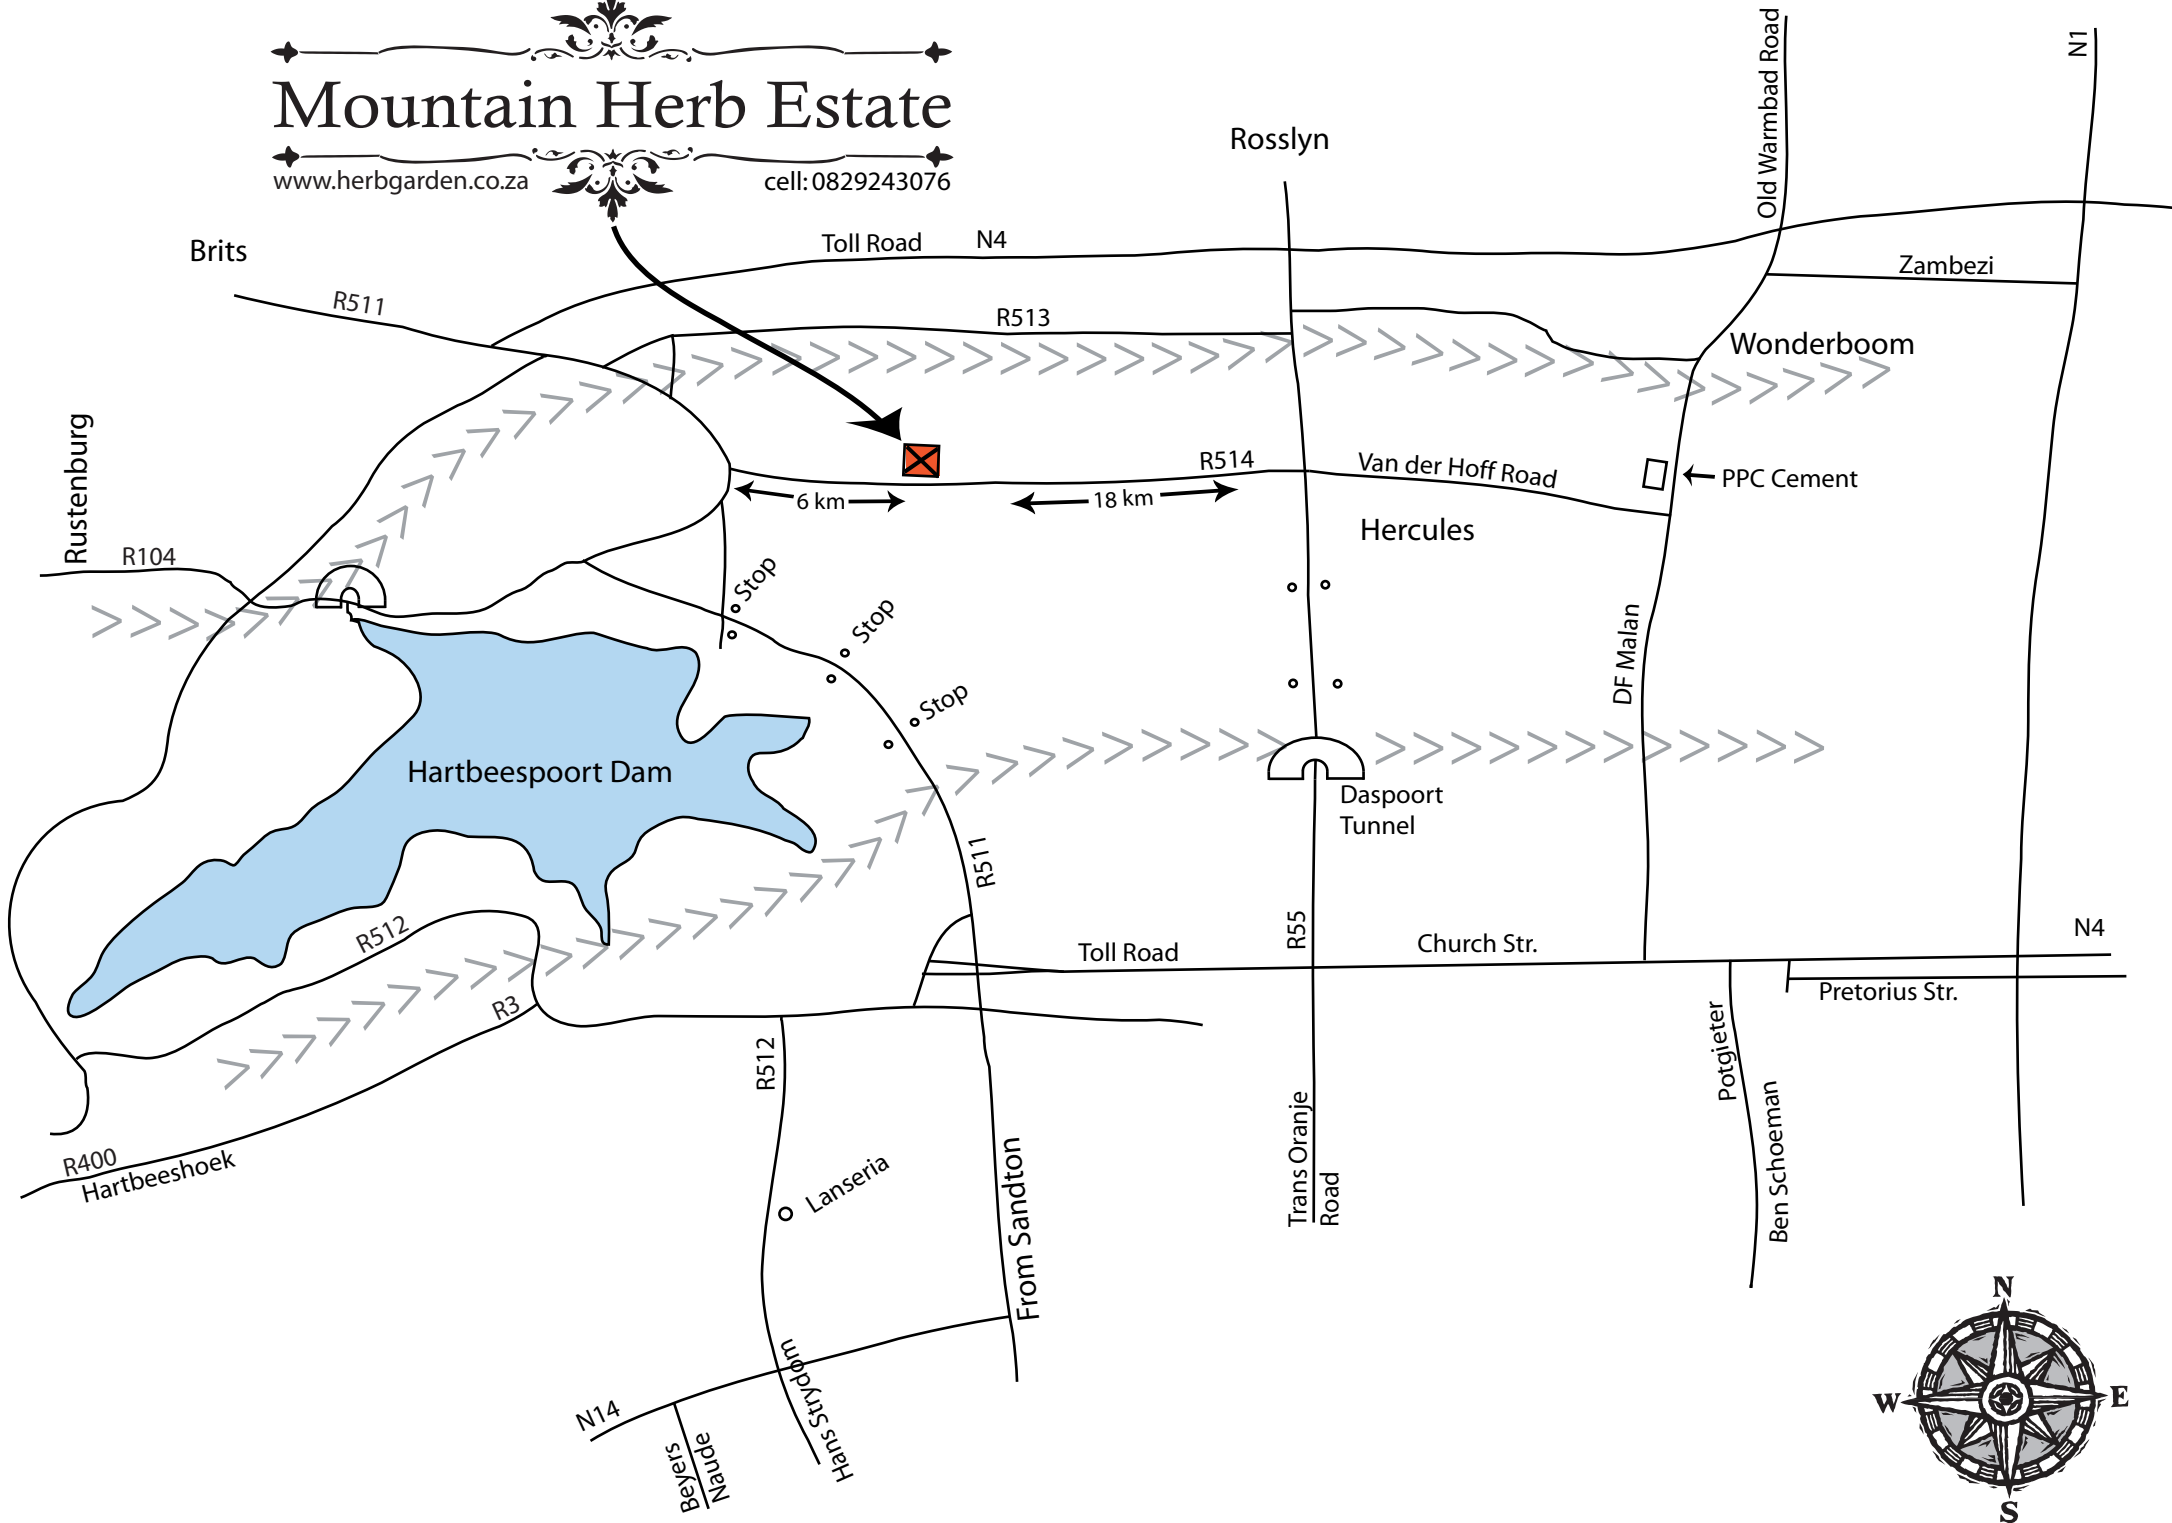 Mountain Herb Estate
www.herbgarden.co.za
cell: 0829243076
Old Warmbad Road
N1
Rosslyn
Brits
Toll Road
N4
Zambezi
R511
R513
Wonderboom
Rustenburg
R104
R514
Van der Hoff Road
PPC Cement
6 km
18 km
Hercules
Stop
Stop
Stop
DF Malan
Hartbeespoort Dam
Daspoort
Tunnel
R511
R512
R55
Toll Road
Church Str.
N4
Pretorius Str.
R3
R512
Potgieter
Ben Schoeman
Trans Oranje
Road
R400
Hartbeeshoek
Lanseria
From Sandton
N14
Hans Strydom
Beyers
Naude
N
W
E
S